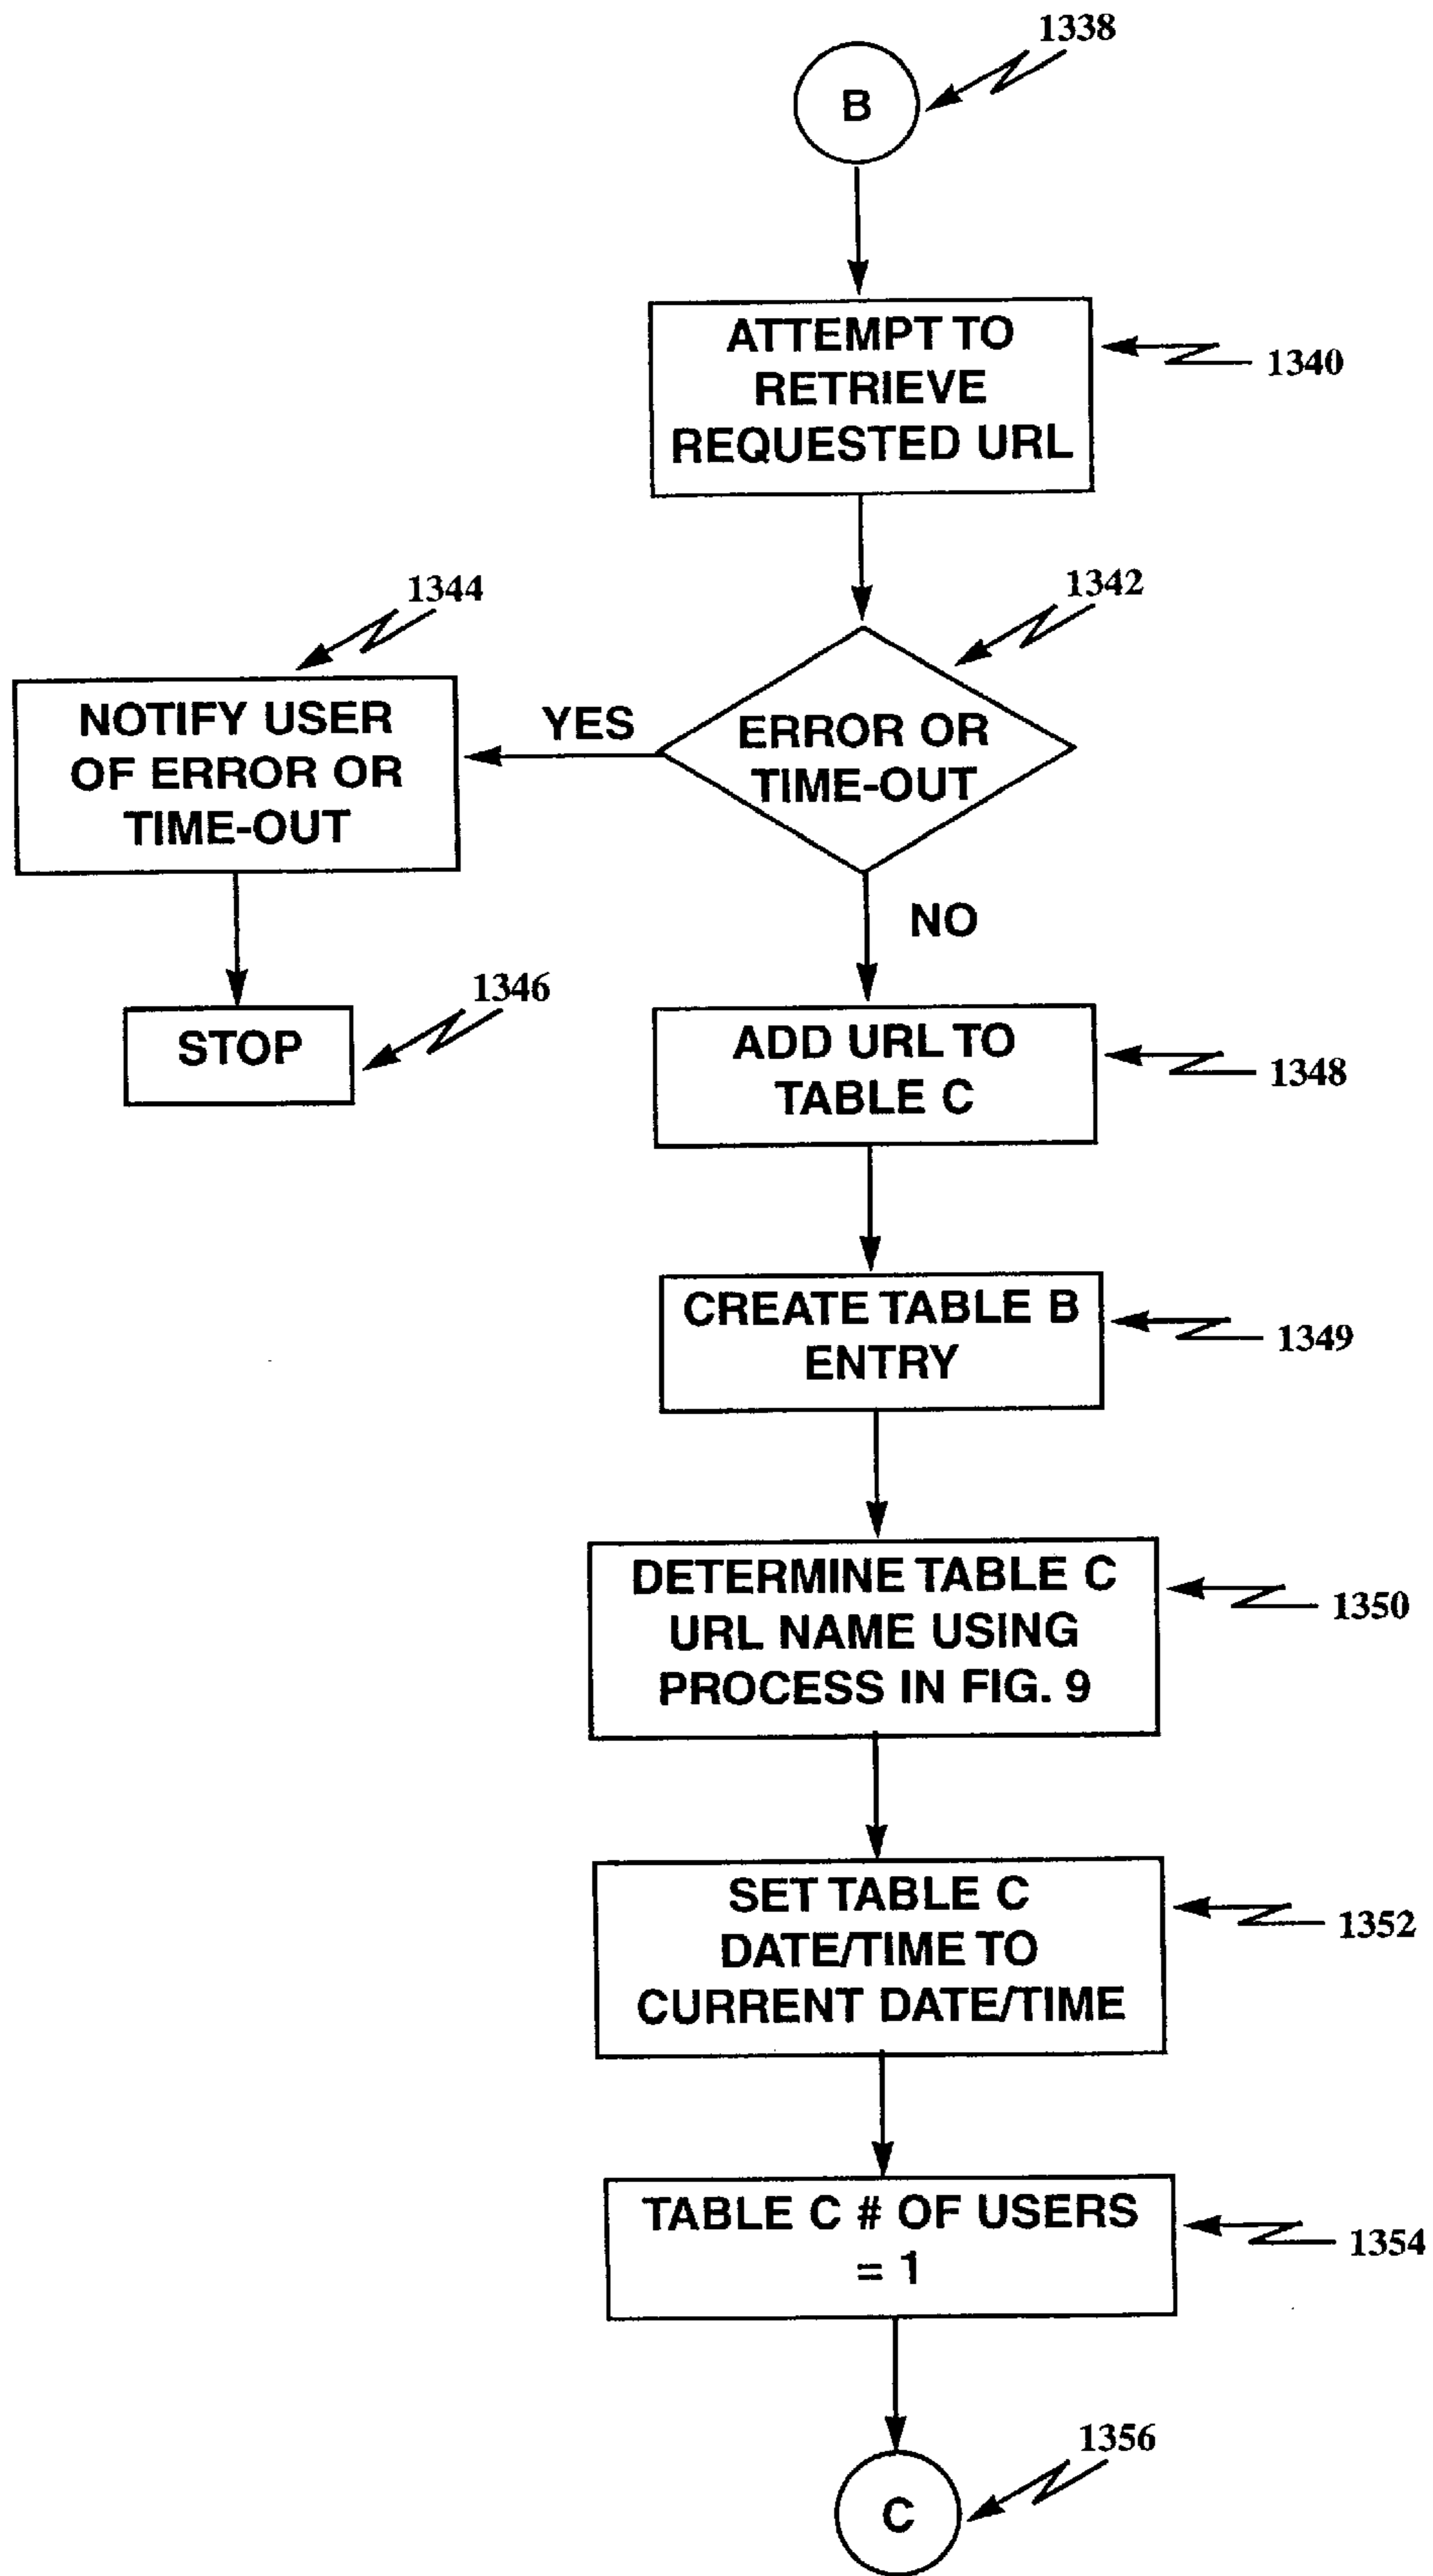 1338
B
ATTEMPT TO
RETRIEVE
REQUESTED URL
1340
1342
ERROR OR
TIME-OUT
YES
1344
NOTIFY USER
OF ERROR OR
TIME-OUT
1346
STOP
NO
ADD URL TO
TABLE C
1348
CREATE TABLE B
ENTRY
1349
DETERMINE TABLE C
URL NAME USING
PROCESS IN FIG. 9
1350
SET TABLE C
DATE/TIME TO
CURRENT DATE/TIME
1352
TABLE C # OF USERS
= 1
1354
1356
C